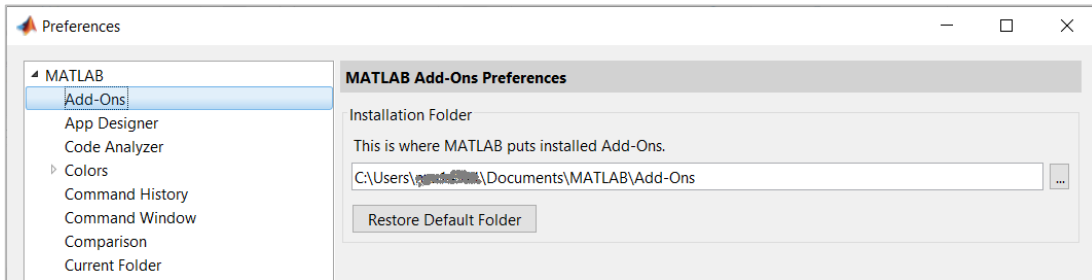 Preferences
MATLAB
Add-Ons
App Designer
Code Analyzer
Colors
Command History
Command Window
Comparison
Current Folder
MATLAB Add-Ons Preferences
Installation Folder
This is where MATLAB puts installed Add-Ons.
C:\Users\ \Documents\MATLAB\Add-Ons
...
Restore Default Folder